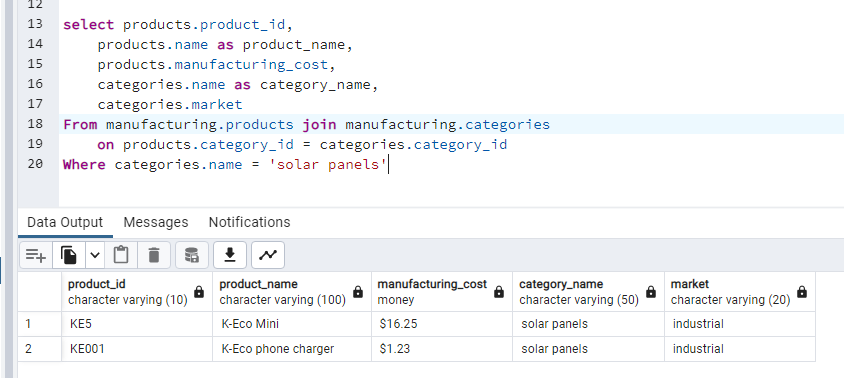 12
13 select products.product_id,
14 products.name as product_name,
15 products.manufacturing_cost,
16 categories.name as category_name,
17 categories.market
18 From manufacturing.products join manufacturing.categories
19 on products.category_id = categories.category_id
20 Where categories.name = 'solar panels'
Data Output Messages Notifications
product_id product_name manufacturing_cost category_name market
character varying (10) character varying (100) money character varying (50) character varying (20)
1 KE5 K-Eco Mini $16.25 solar panels industrial
2 KE001 K-Eco phone charger $1.23 solar panels industrial